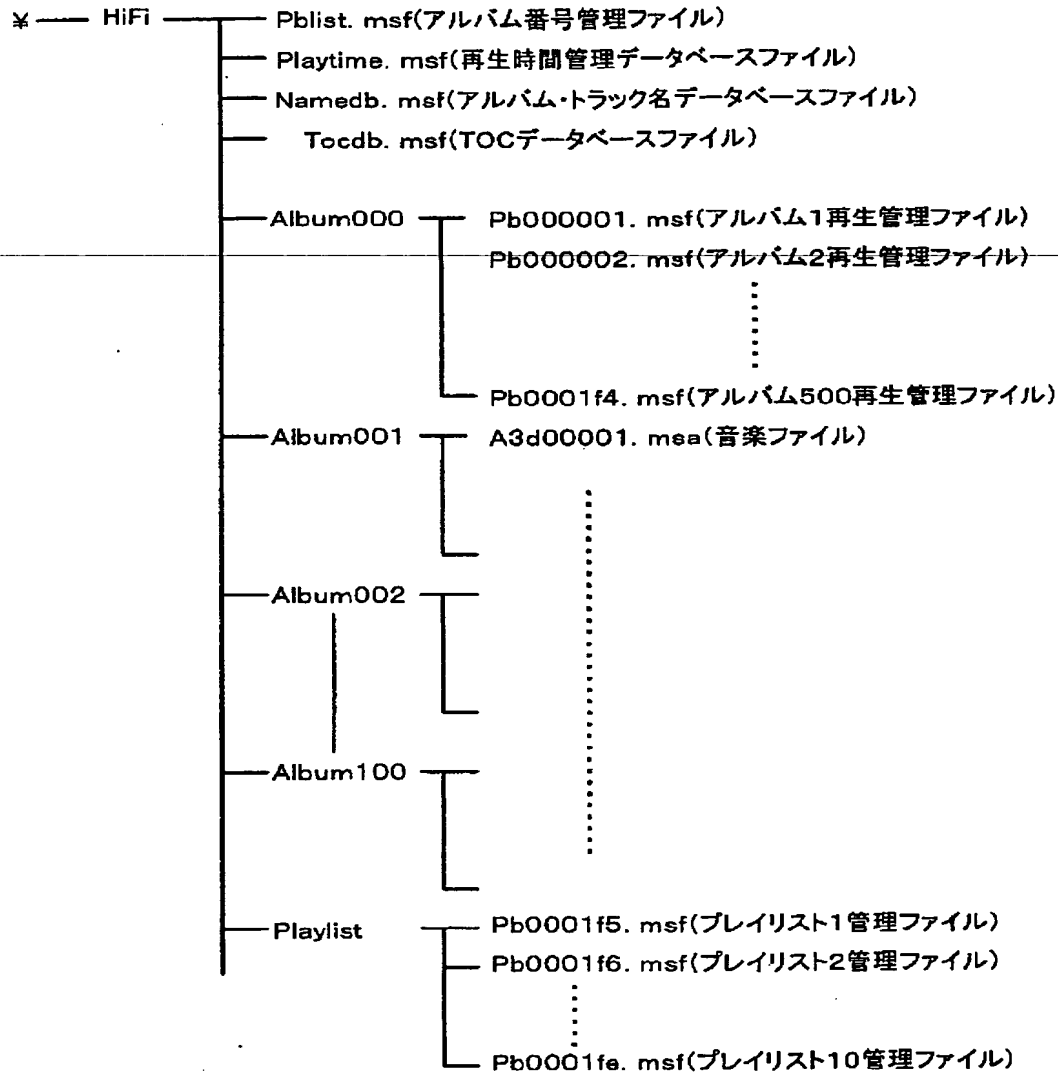 ¥ HiFi Pblist. msf(アルバム番号管理ファイル)
Playtime. msf(再生時間管理データベースファイル)
Namedb. msf(アルバム・トラック名データベースファイル)
Tocdb. msf(TOCデータベースファイル)
Album000 Pb000001. msf(アルバム1再生管理ファイル)
Pb000002. msf(アルバム2再生管理ファイル)
Pb0001f4. msf(アルバム500再生管理ファイル)
Album001 A3d00001. msa(音楽ファイル)
Album002
Album100
Playlist Pb0001f5. msf(プレイリスト1管理ファイル)
Pb0001f6. msf(プレイリスト2管理ファイル)
Pb0001fe. msf(プレイリスト10管理ファイル)